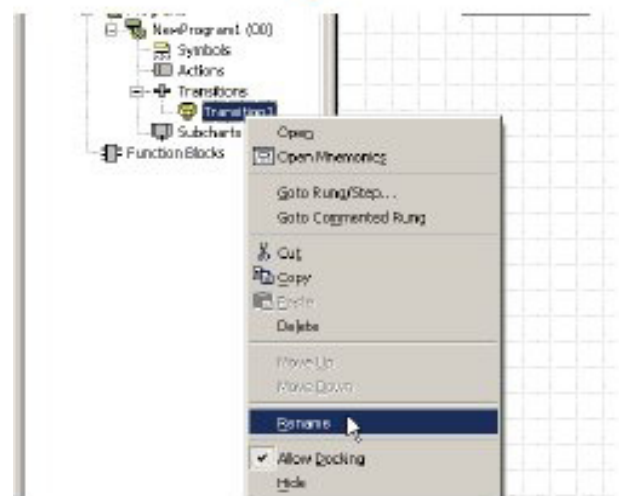 NewProgram1 (00)
Symbols
Actions
Transitions
Transition1
Subcharts
Function Blocks
Open
Open Mnemonics
Goto Rung/Step...
Goto Commented Rung
Cut
Copy
Paste
Delete
Move Up
Move Down
Rename
Allow Docking
Hide